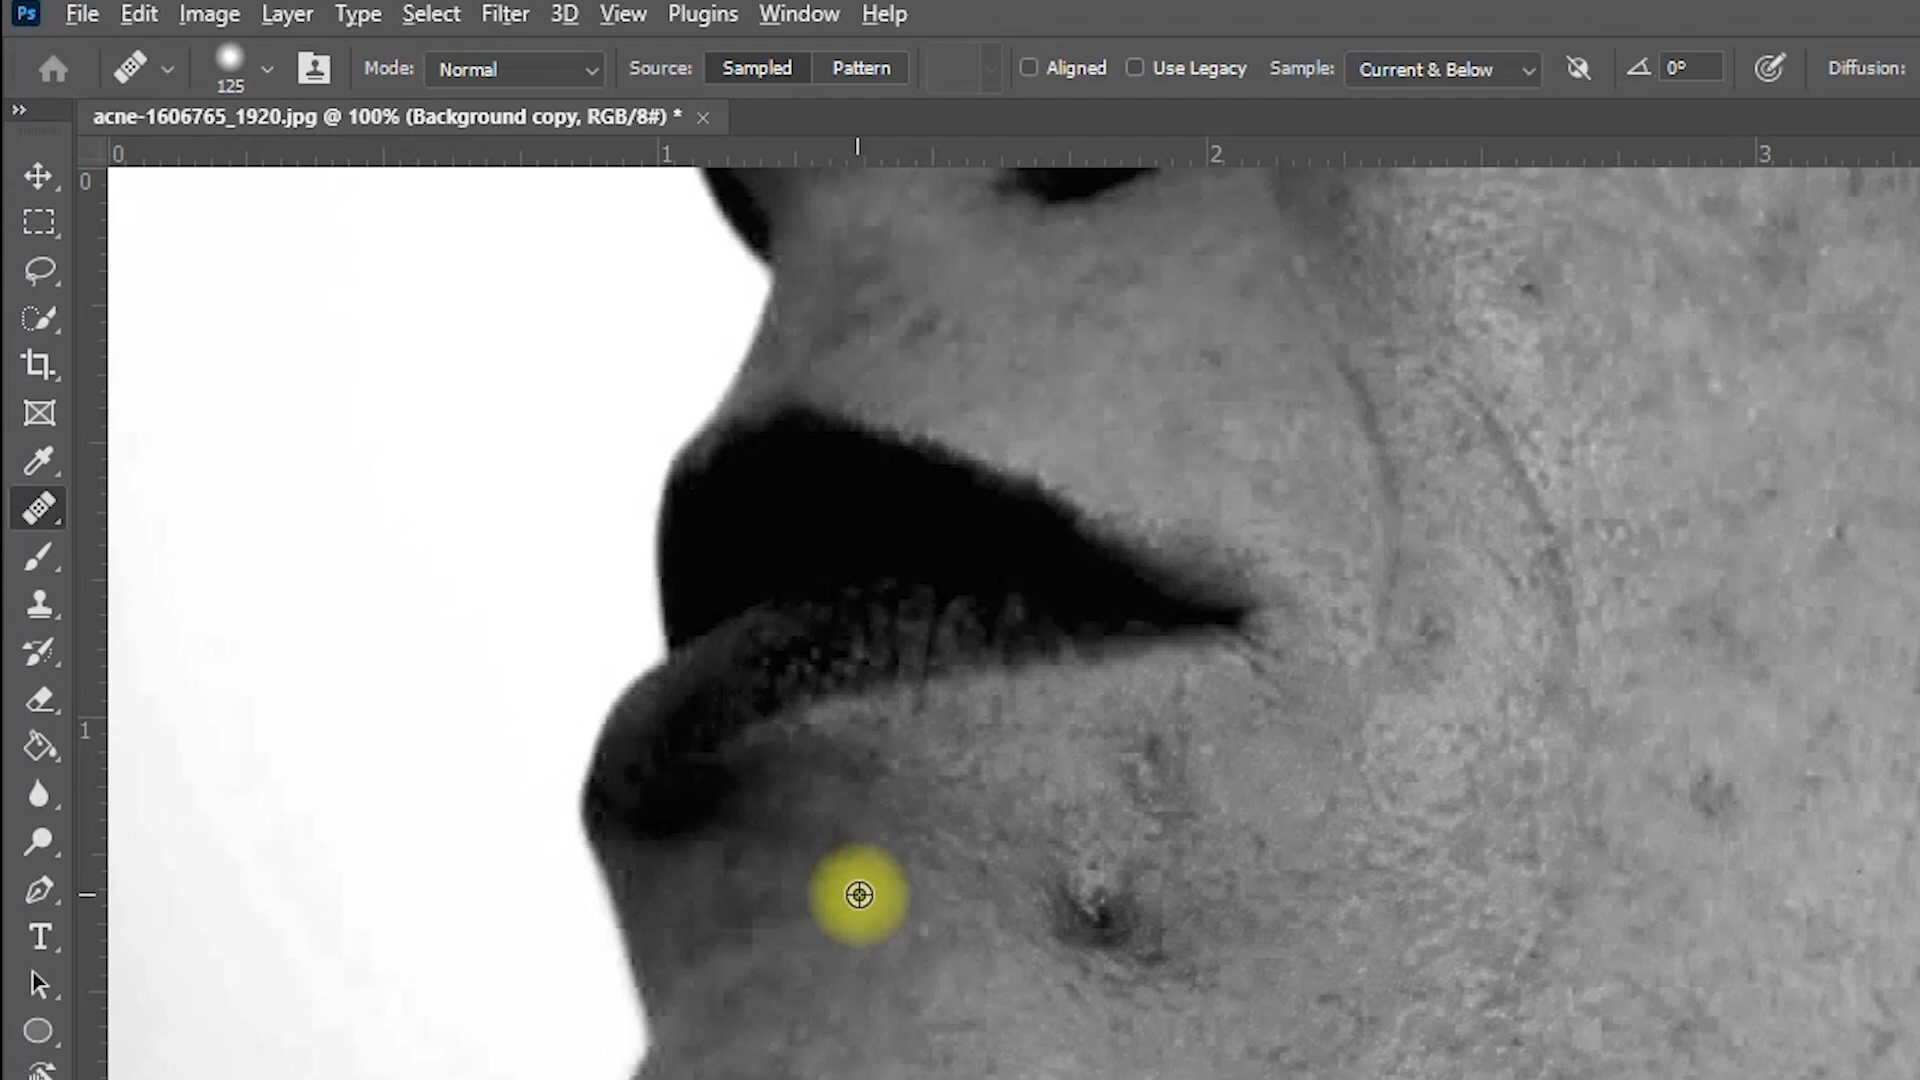 Ps File Edit Image Layer Type Select Filter 3D View Plugins Window Help
125 Mode: Normal Source: Sampled Pattern Aligned Use Legacy Sample: Current & Below 0° Diffusion:
acne-1606765_1920.jpg @ 100% (Background copy, RGB/8#) * ×
0 1 2 3
0
1
T